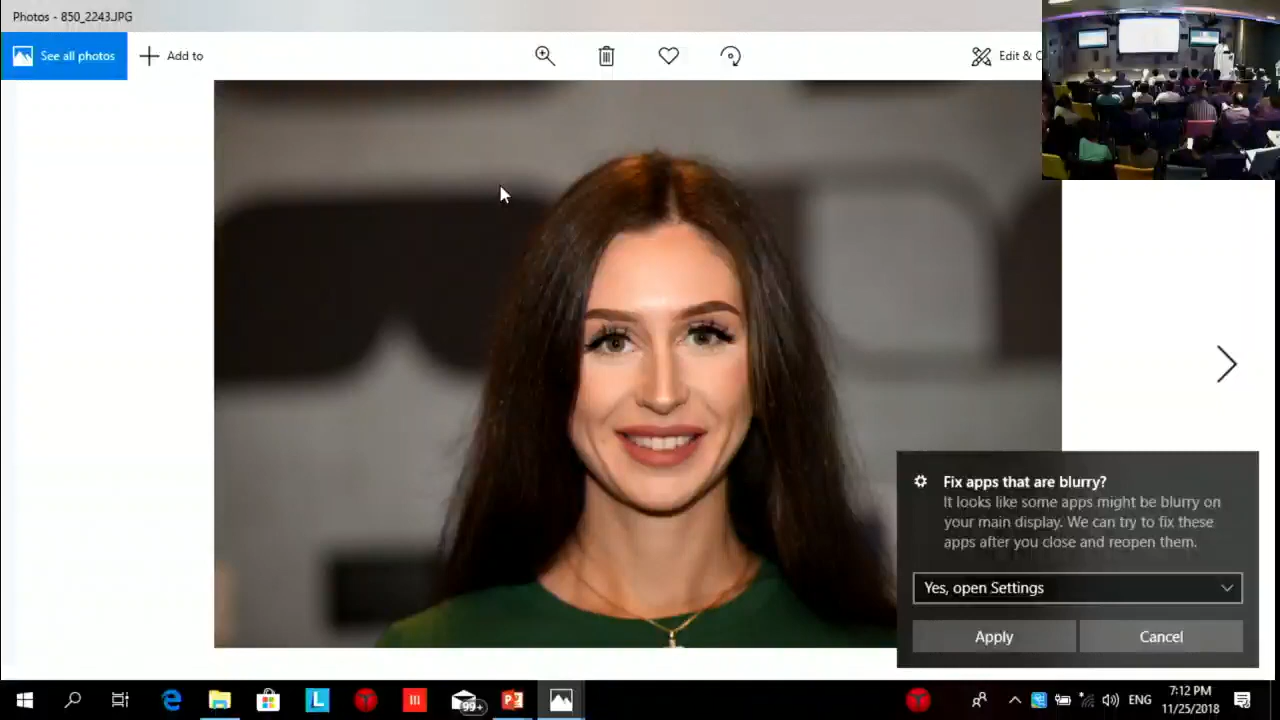 Photos - 850_2243.JPG
See all photos
Add to
Edit & C
Fix apps that are blurry?
It looks like some apps might be blurry on
your main display. We can try to fix these
apps after you close and reopen them.
Yes, open Settings
Apply
Cancel
L
99+
ENG
7:12 PM
11/25/2018